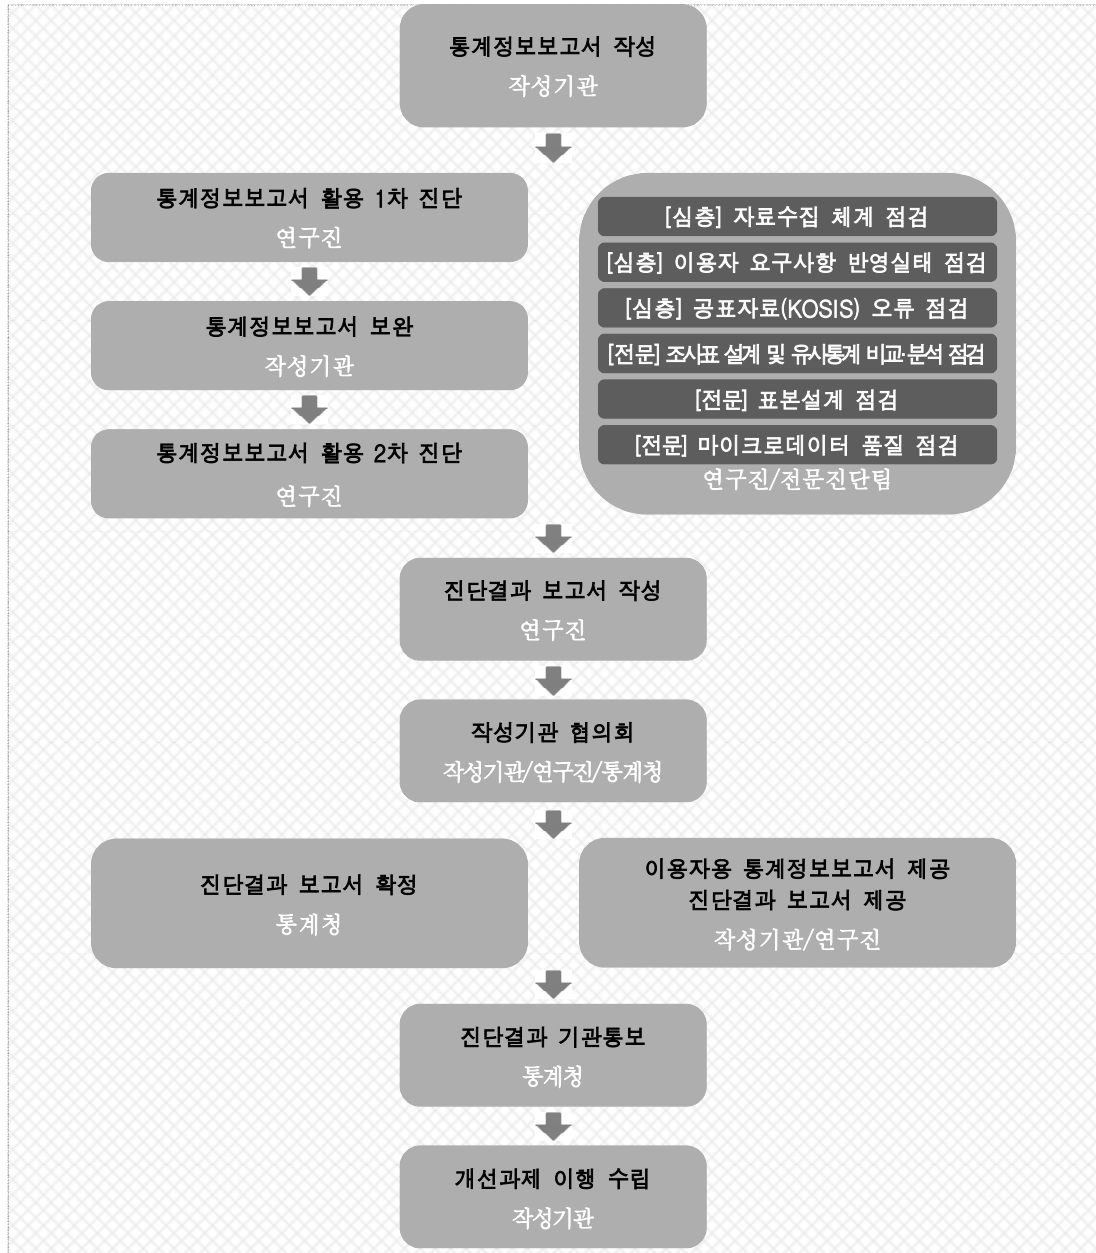 통계정보보고서 작성
작성기관
통계정보보고서 활용 1차 진단
연구진
통계정보보고서 보완
작성기관
통계정보보고서 활용 2차 진단
연구진
[심층] 자료수집 체계 점검
[심층] 이용자 요구사항 반영실태 점검
[심층] 공표자료(KOSIS) 오류 점검
[전문] 조사표 설계 및 유사통계 비교·분석 점검
[전문] 표본설계 점검
[전문] 마이크로데이터 품질 점검
연구진/전문진단팀
진단결과 보고서 작성
연구진
작성기관 협의회
작성기관/연구진/통계청
진단결과 보고서 확정
통계청
이용자용 통계정보보고서 제공
진단결과 보고서 제공
작성기관/연구진
진단결과 기관통보
통계청
개선과제 이행 수립
작성기관